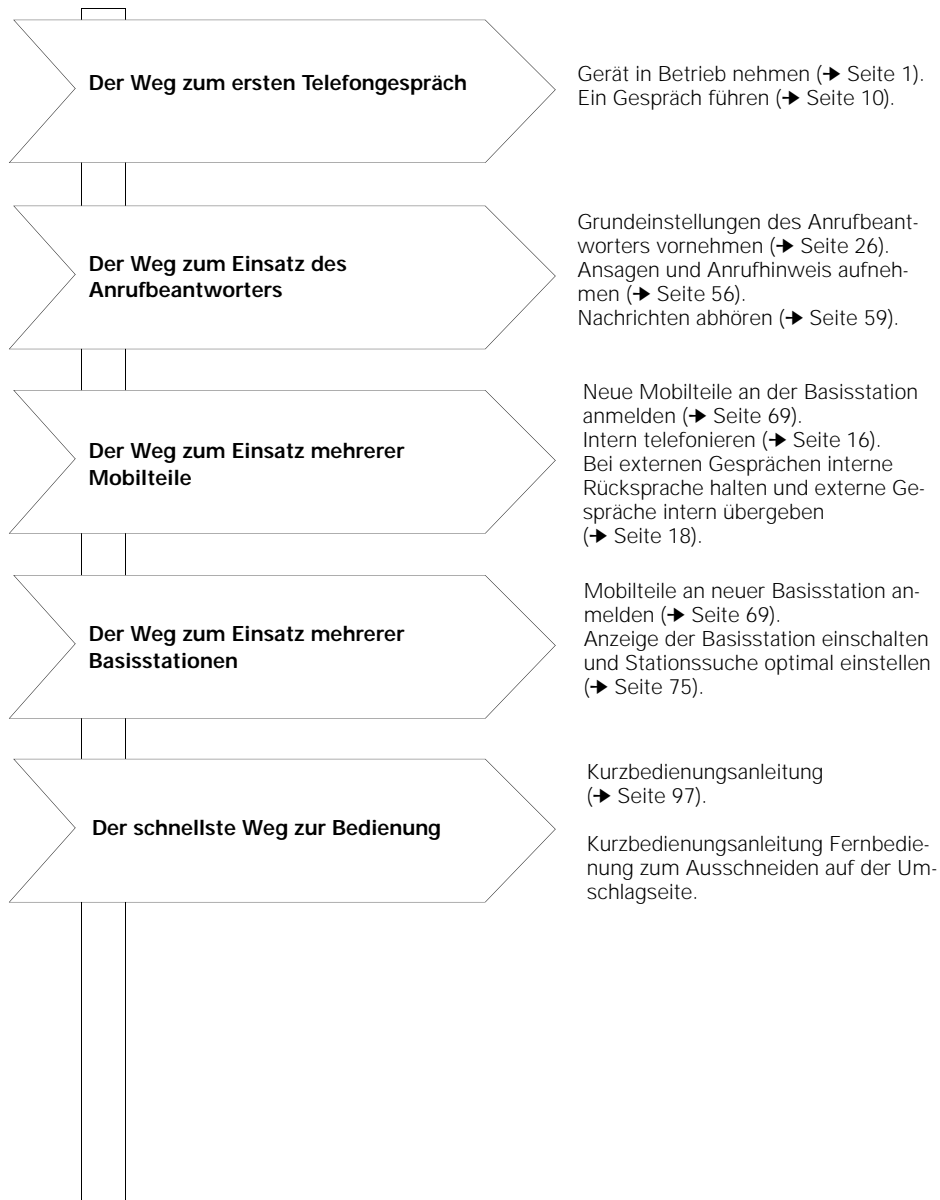 Der Weg zum ersten Telefongespräch
Gerät in Betrieb nehmen (➔ Seite 1).
Ein Gespräch führen (➔ Seite 10).
Der Weg zum Einsatz des
Anrufbeantworters
Grundeinstellungen des Anrufbeant-
worters vornehmen (➔ Seite 26).
Ansagen und Anrufhinweis aufneh-
men (➔ Seite 56).
Nachrichten abhören (➔ Seite 59).
Der Weg zum Einsatz mehrerer
Mobilteile
Neue Mobilteile an der Basisstation
anmelden (➔ Seite 69).
Intern telefonieren (➔ Seite 16).
Bei externen Gesprächen interne
Rücksprache halten und externe Ge-
spräche intern übergeben
(➔ Seite 18).
Der Weg zum Einsatz mehrerer
Basisstationen
Mobilteile an neuer Basisstation an-
melden (➔ Seite 69).
Anzeige der Basisstation einschalten
und Stationssuche optimal einstellen
(➔ Seite 75).
Der schnellste Weg zur Bedienung
Kurzbedienungsanleitung
(➔ Seite 97).
Kurzbedienungsanleitung Fernbedie-
nung zum Ausschneiden auf der Um-
schlagseite.